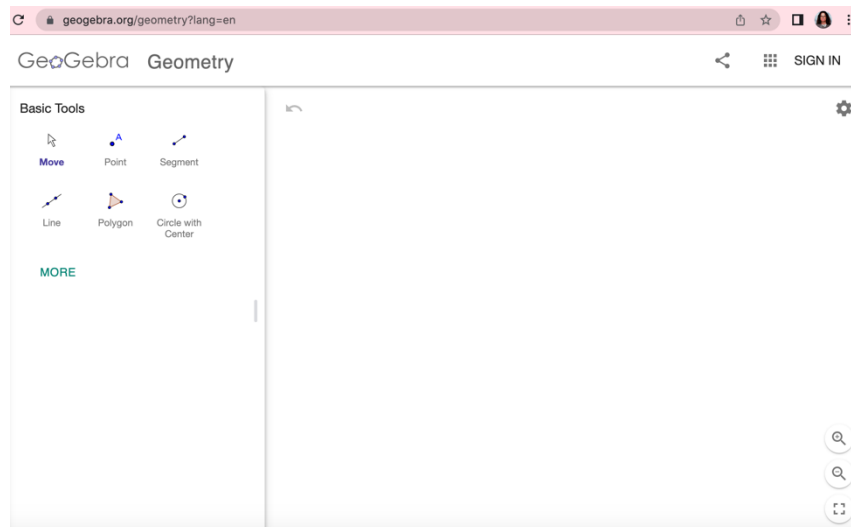 geogebra.org/geometry?lang=en
GeoGebra Geometry
SIGN IN
Basic Tools
A
Move Point Segment
Line Polygon Circle with
Center
MORE